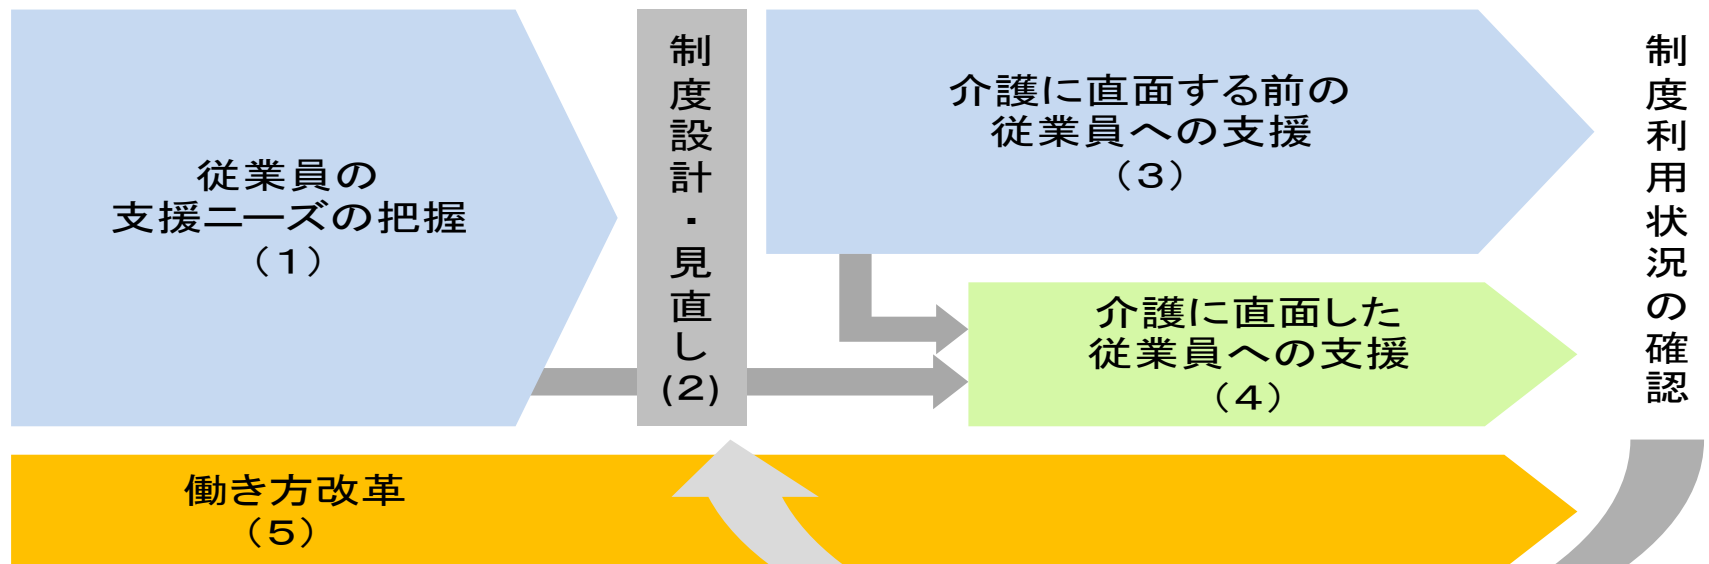 従業員の
支援ニーズの把握
（1）
制度設計・見直し(2)
介護に直面する前の
従業員への支援
（3）
介護に直面した
従業員への支援
（4）
制度利用状況の確認
働き方改革
（5）